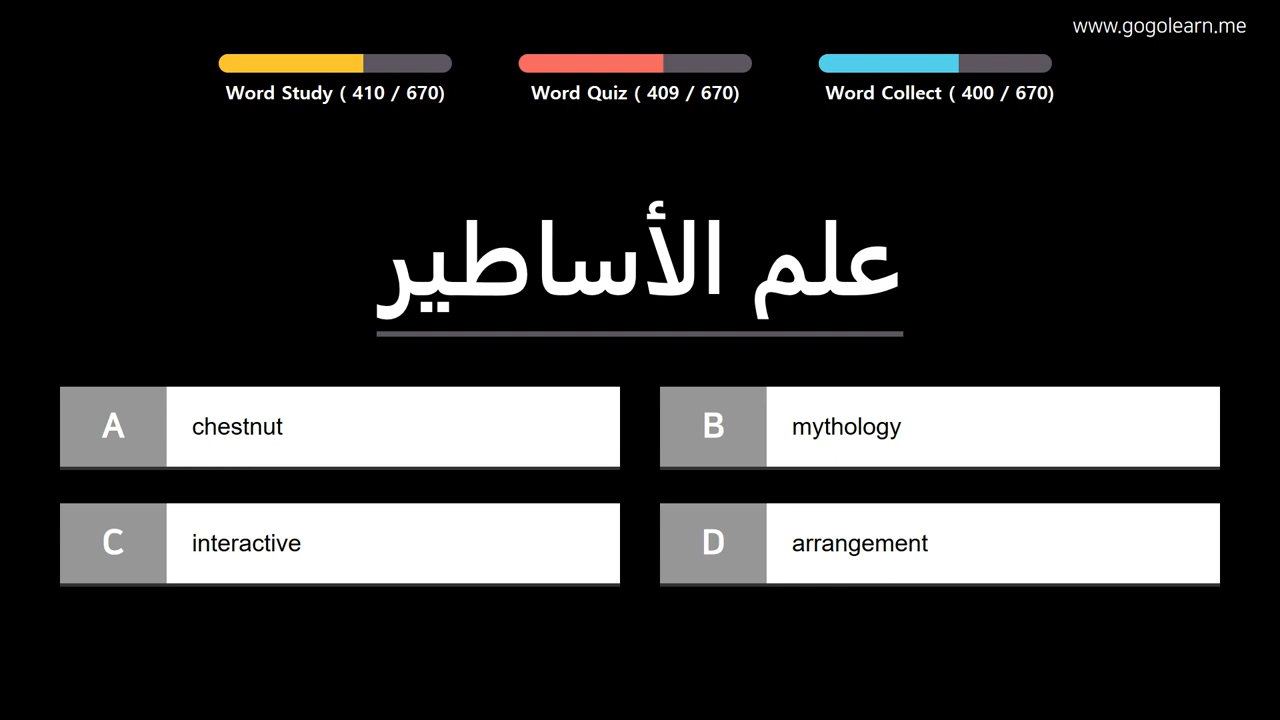 www.gogolearn.me
Word Study ( 410 / 670)
Word Quiz ( 409 / 670)
Word Collect ( 400 / 670)
علم الأساطير
A chestnut
B mythology
C interactive
D arrangement